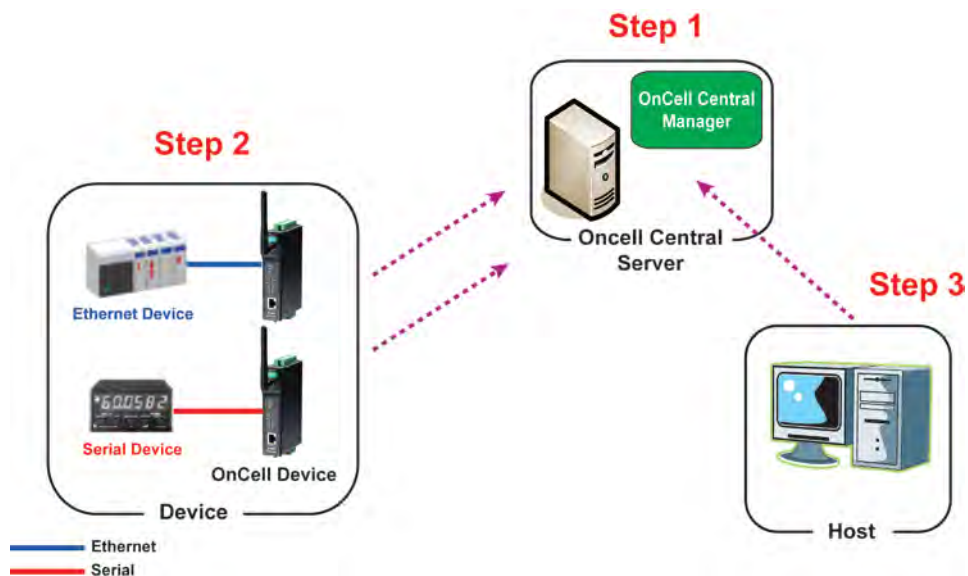 Step 1
OnCell Central
Manager
Oncell Central
Server
Step 2
Ethernet Device
Serial Device
OnCell Device
Device
Step 3
Host
Ethernet
Serial